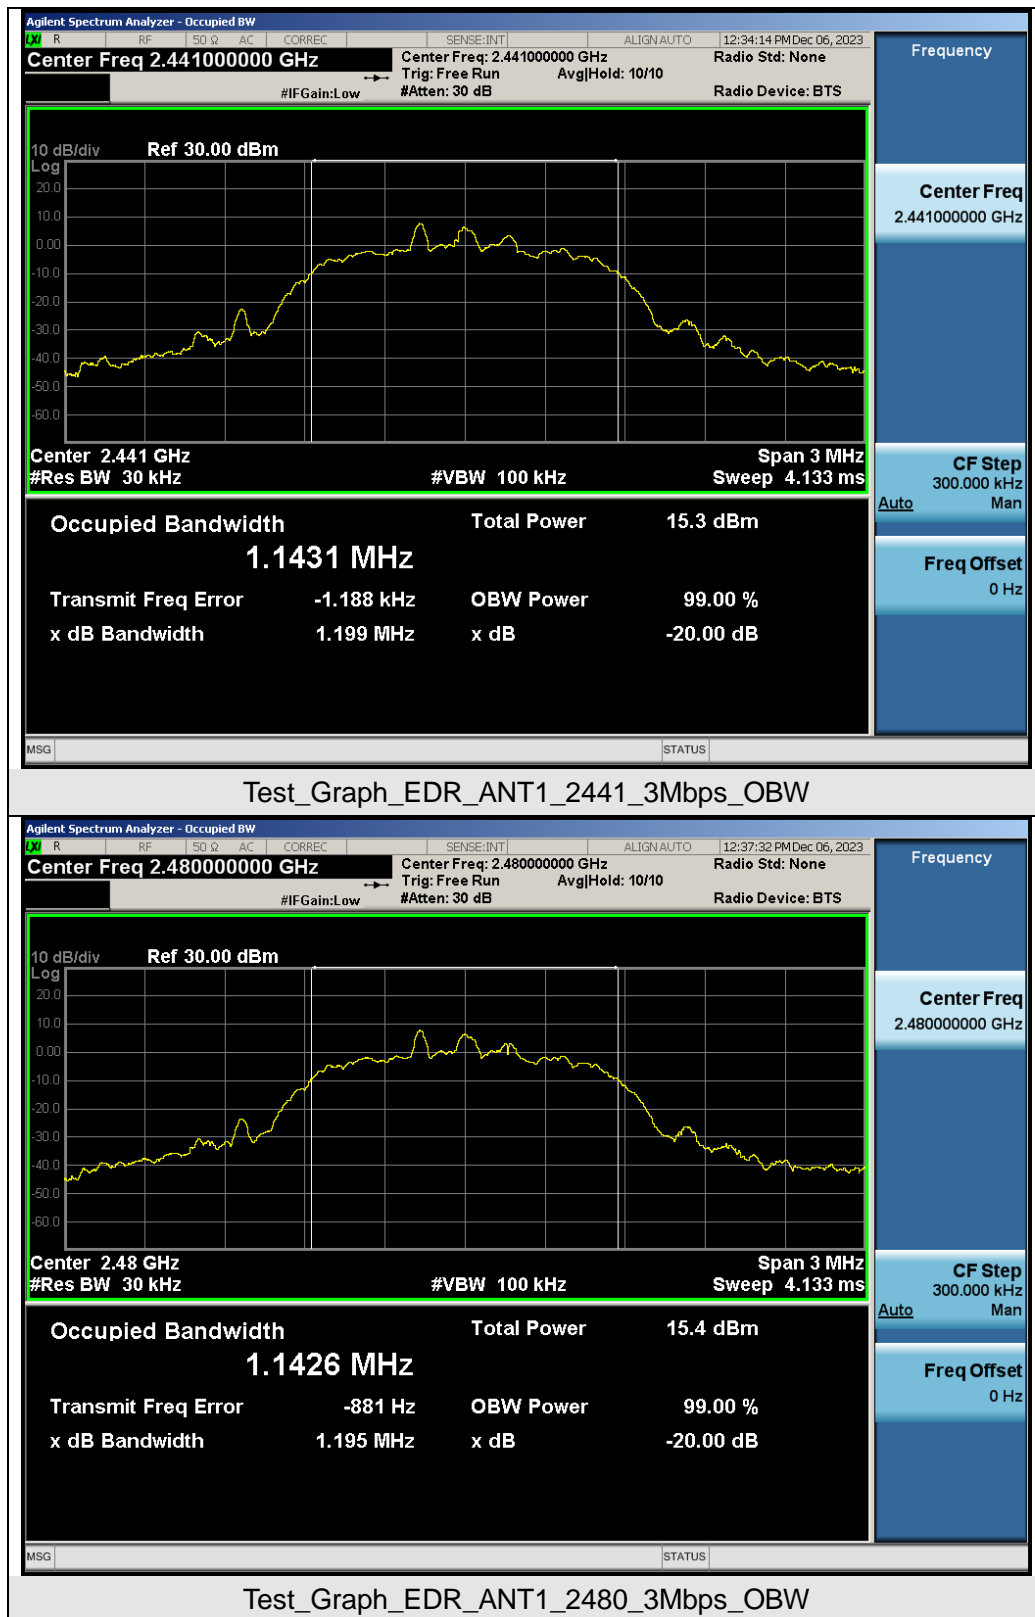 Agilent Spectrum Analyzer - Occupied BW
LXI R RF 50 Ω AC CORREC SENSE:INT ALIGN AUTO 12:34:14 PM Dec 06, 2023
Center Freq 2.441000000 GHz
Center Freq: 2.441000000 GHz Radio Std: None
Trig: Free Run Avg|Hold: 10/10
#IFGain:Low #Atten: 30 dB Radio Device: BTS
Frequency
10 dB/div Ref 30.00 dBm
Log
20.0
10.0
0.00
-10.0
-20.0
-30.0
-40.0
-50.0
-60.0
Center 2.441 GHz Span 3 MHz
#Res BW 30 kHz #VBW 100 kHz Sweep 4.133 ms
Center Freq
2.441000000 GHz
CF Step
300.000 kHz
Auto Man
Freq Offset
0 Hz
Occupied Bandwidth Total Power 15.3 dBm
1.1431 MHz
Transmit Freq Error -1.188 kHz OBW Power 99.00 %
x dB Bandwidth 1.199 MHz x dB -20.00 dB
MSG STATUS
Test_Graph_EDR_ANT1_2441_3Mbps_OBW
Agilent Spectrum Analyzer - Occupied BW
LXI R RF 50 Ω AC CORREC SENSE:INT ALIGN AUTO 12:37:32 PM Dec 06, 2023
Center Freq 2.480000000 GHz
Center Freq: 2.480000000 GHz Radio Std: None
Trig: Free Run Avg|Hold: 10/10
#IFGain:Low #Atten: 30 dB Radio Device: BTS
Frequency
10 dB/div Ref 30.00 dBm
Log
20.0
10.0
0.00
-10.0
-20.0
-30.0
-40.0
-50.0
-60.0
Center 2.48 GHz Span 3 MHz
#Res BW 30 kHz #VBW 100 kHz Sweep 4.133 ms
Center Freq
2.480000000 GHz
CF Step
300.000 kHz
Auto Man
Freq Offset
0 Hz
Occupied Bandwidth Total Power 15.4 dBm
1.1426 MHz
Transmit Freq Error -881 Hz OBW Power 99.00 %
x dB Bandwidth 1.195 MHz x dB -20.00 dB
MSG STATUS
Test_Graph_EDR_ANT1_2480_3Mbps_OBW